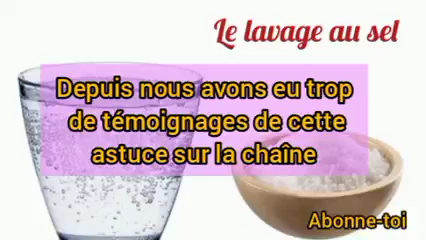 Le lavage au sel
Depuis nous avons eu trop
de témoignages de cette
astuce sur la chaîne
Abonne-toi